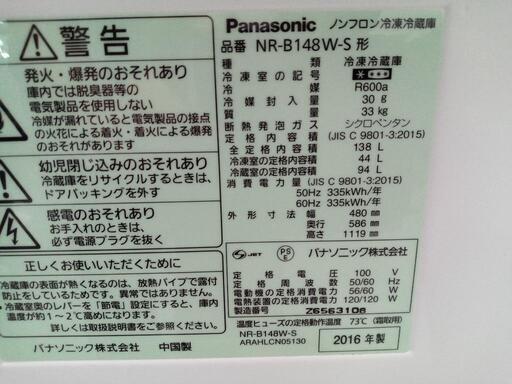 警告
発火・爆発のおそれあり
庫内では脱臭器等の
電気製品を使用しないで
冷媒が漏れていると電気製品の接点
の火花による着火・着火による爆発
のおそれがあります
幼児閉じ込みのおそれあり
冷蔵庫をリサイクルするときは、
ドアパッキングを外す
感電のおそれあり
お手入れのときは、
必ず電源プラグを抜く
正しくお使いいただくために
冷蔵庫の表面が熱くなるのは、放熱パイプで露付
防止をしているためです。異常ではありません。
・冷蔵室奥のレバーを「節電」設定にすると、庫内温
度が約1～2℃高めになります。
詳しくは取扱説明書をご覧ください。
パナソニック株式会社 中国製
Panasonic ノンフロン冷凍冷蔵庫
品番 NR-B148W-S 形
種類 冷凍冷蔵庫
冷凍室の記号
冷媒 R600a
冷媒封入量 30 g
質量 33 kg
断熱発泡ガス シクロペンタン
定格内容積 (JIS C 9801-3:2015)
全定格内容積 138 L
冷凍室の定格内容積 44 L
冷蔵室の定格内容積 94 L
消費電力量 (JIS C 9801-3:2015)
50Hz 335kWh/年
60Hz 335kWh/年
外形寸法 幅 480 mm
奥行 586 mm
高さ 1119 mm
JET PSE パナソニック株式会社
定格電圧 100 V
定格周波数 50/60 Hz
電動機の定格消費電力 56/60 W
電熱装置の定格消費電力 120/120 W
製造番号 Z6563106
温度ヒューズの定格動作温度 73℃ (霜取用)
NR-B148W-S
ARAHLCN05130
2016 年製